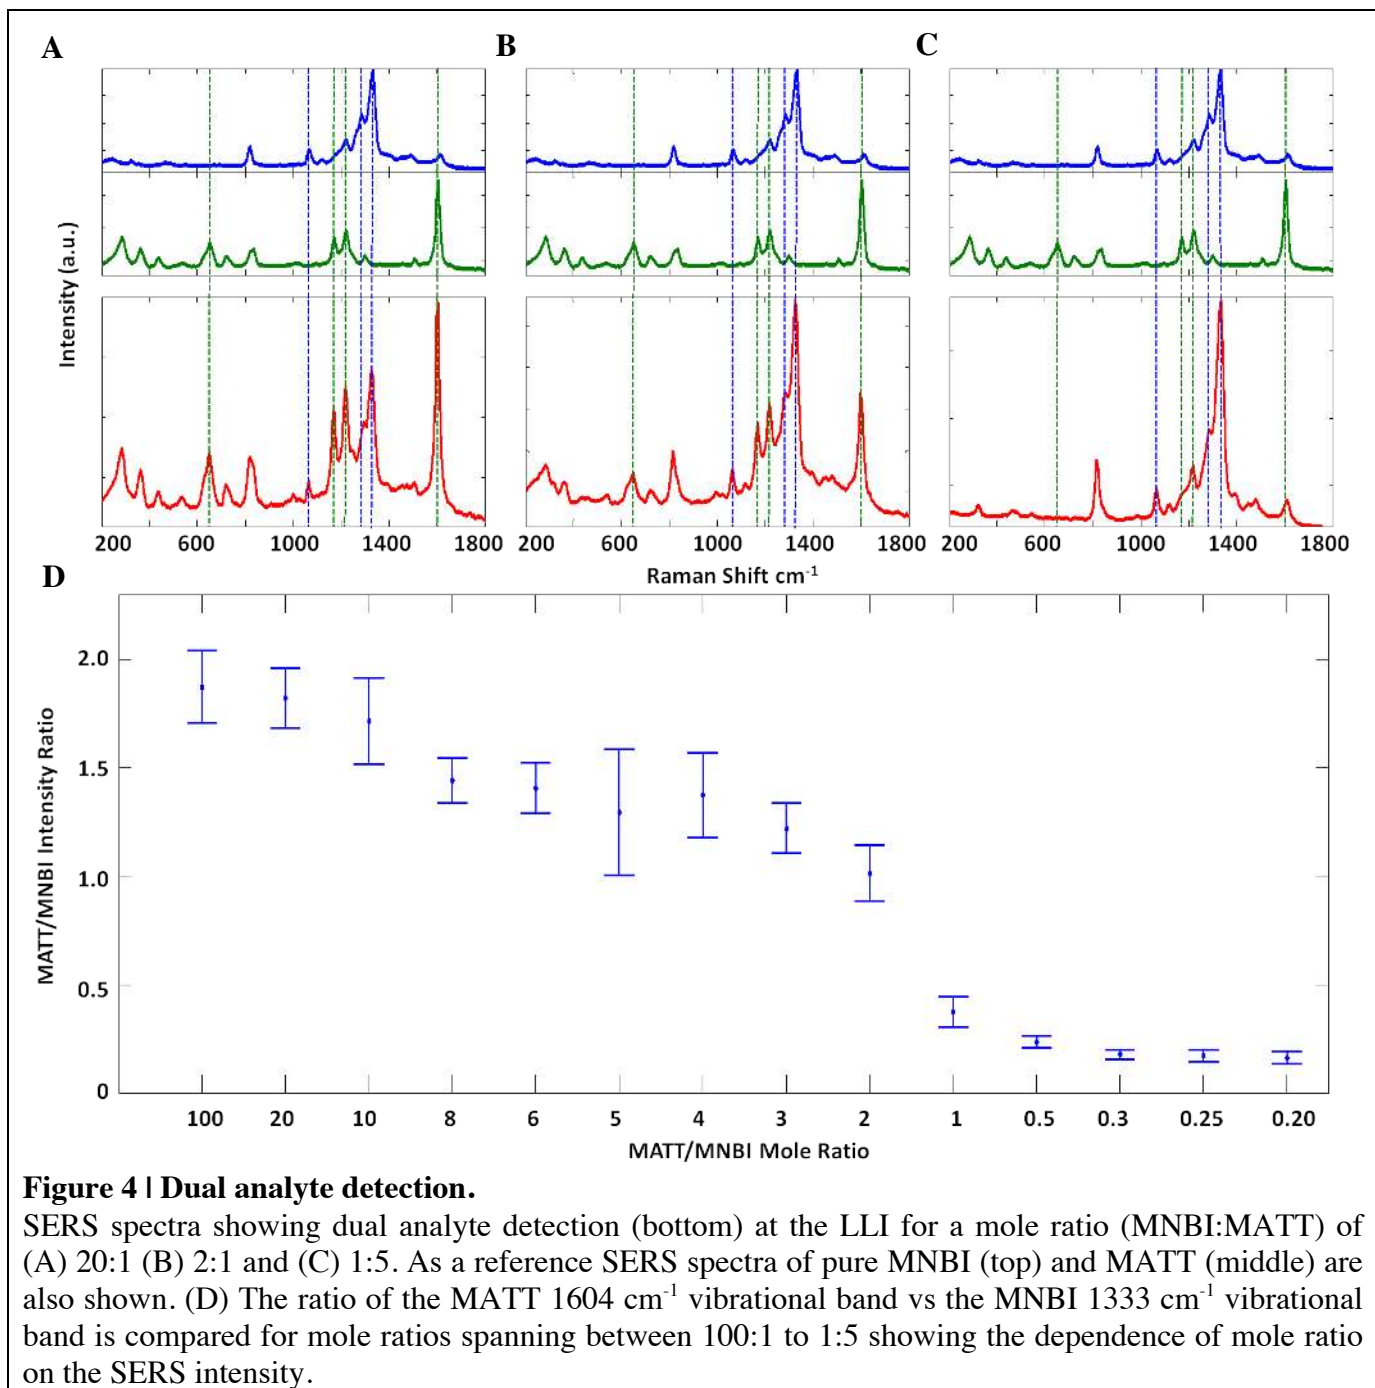 A B C
Intensity (a.u.)
200 600 1000 1400 1800 200 600 1000 1400 1800 200 600 1000 1400 1800
Raman Shift cm-1
D
MATT/MNBI Intensity Ratio
2.0
1.5
1.0
0.5
0
100 20 10 8 6 5 4 3 2 1 0.5 0.3 0.25 0.20
MATT/MNBI Mole Ratio
Figure 4 | Dual analyte detection.
SERS spectra showing dual analyte detection (bottom) at the LLI for a mole ratio (MNBI:MATT) of
(A) 20:1 (B) 2:1 and (C) 1:5. As a reference SERS spectra of pure MNBI (top) and MATT (middle) are
also shown. (D) The ratio of the MATT 1604 cm-1 vibrational band vs the MNBI 1333 cm-1 vibrational
band is compared for mole ratios spanning between 100:1 to 1:5 showing the dependence of mole ratio
on the SERS intensity.